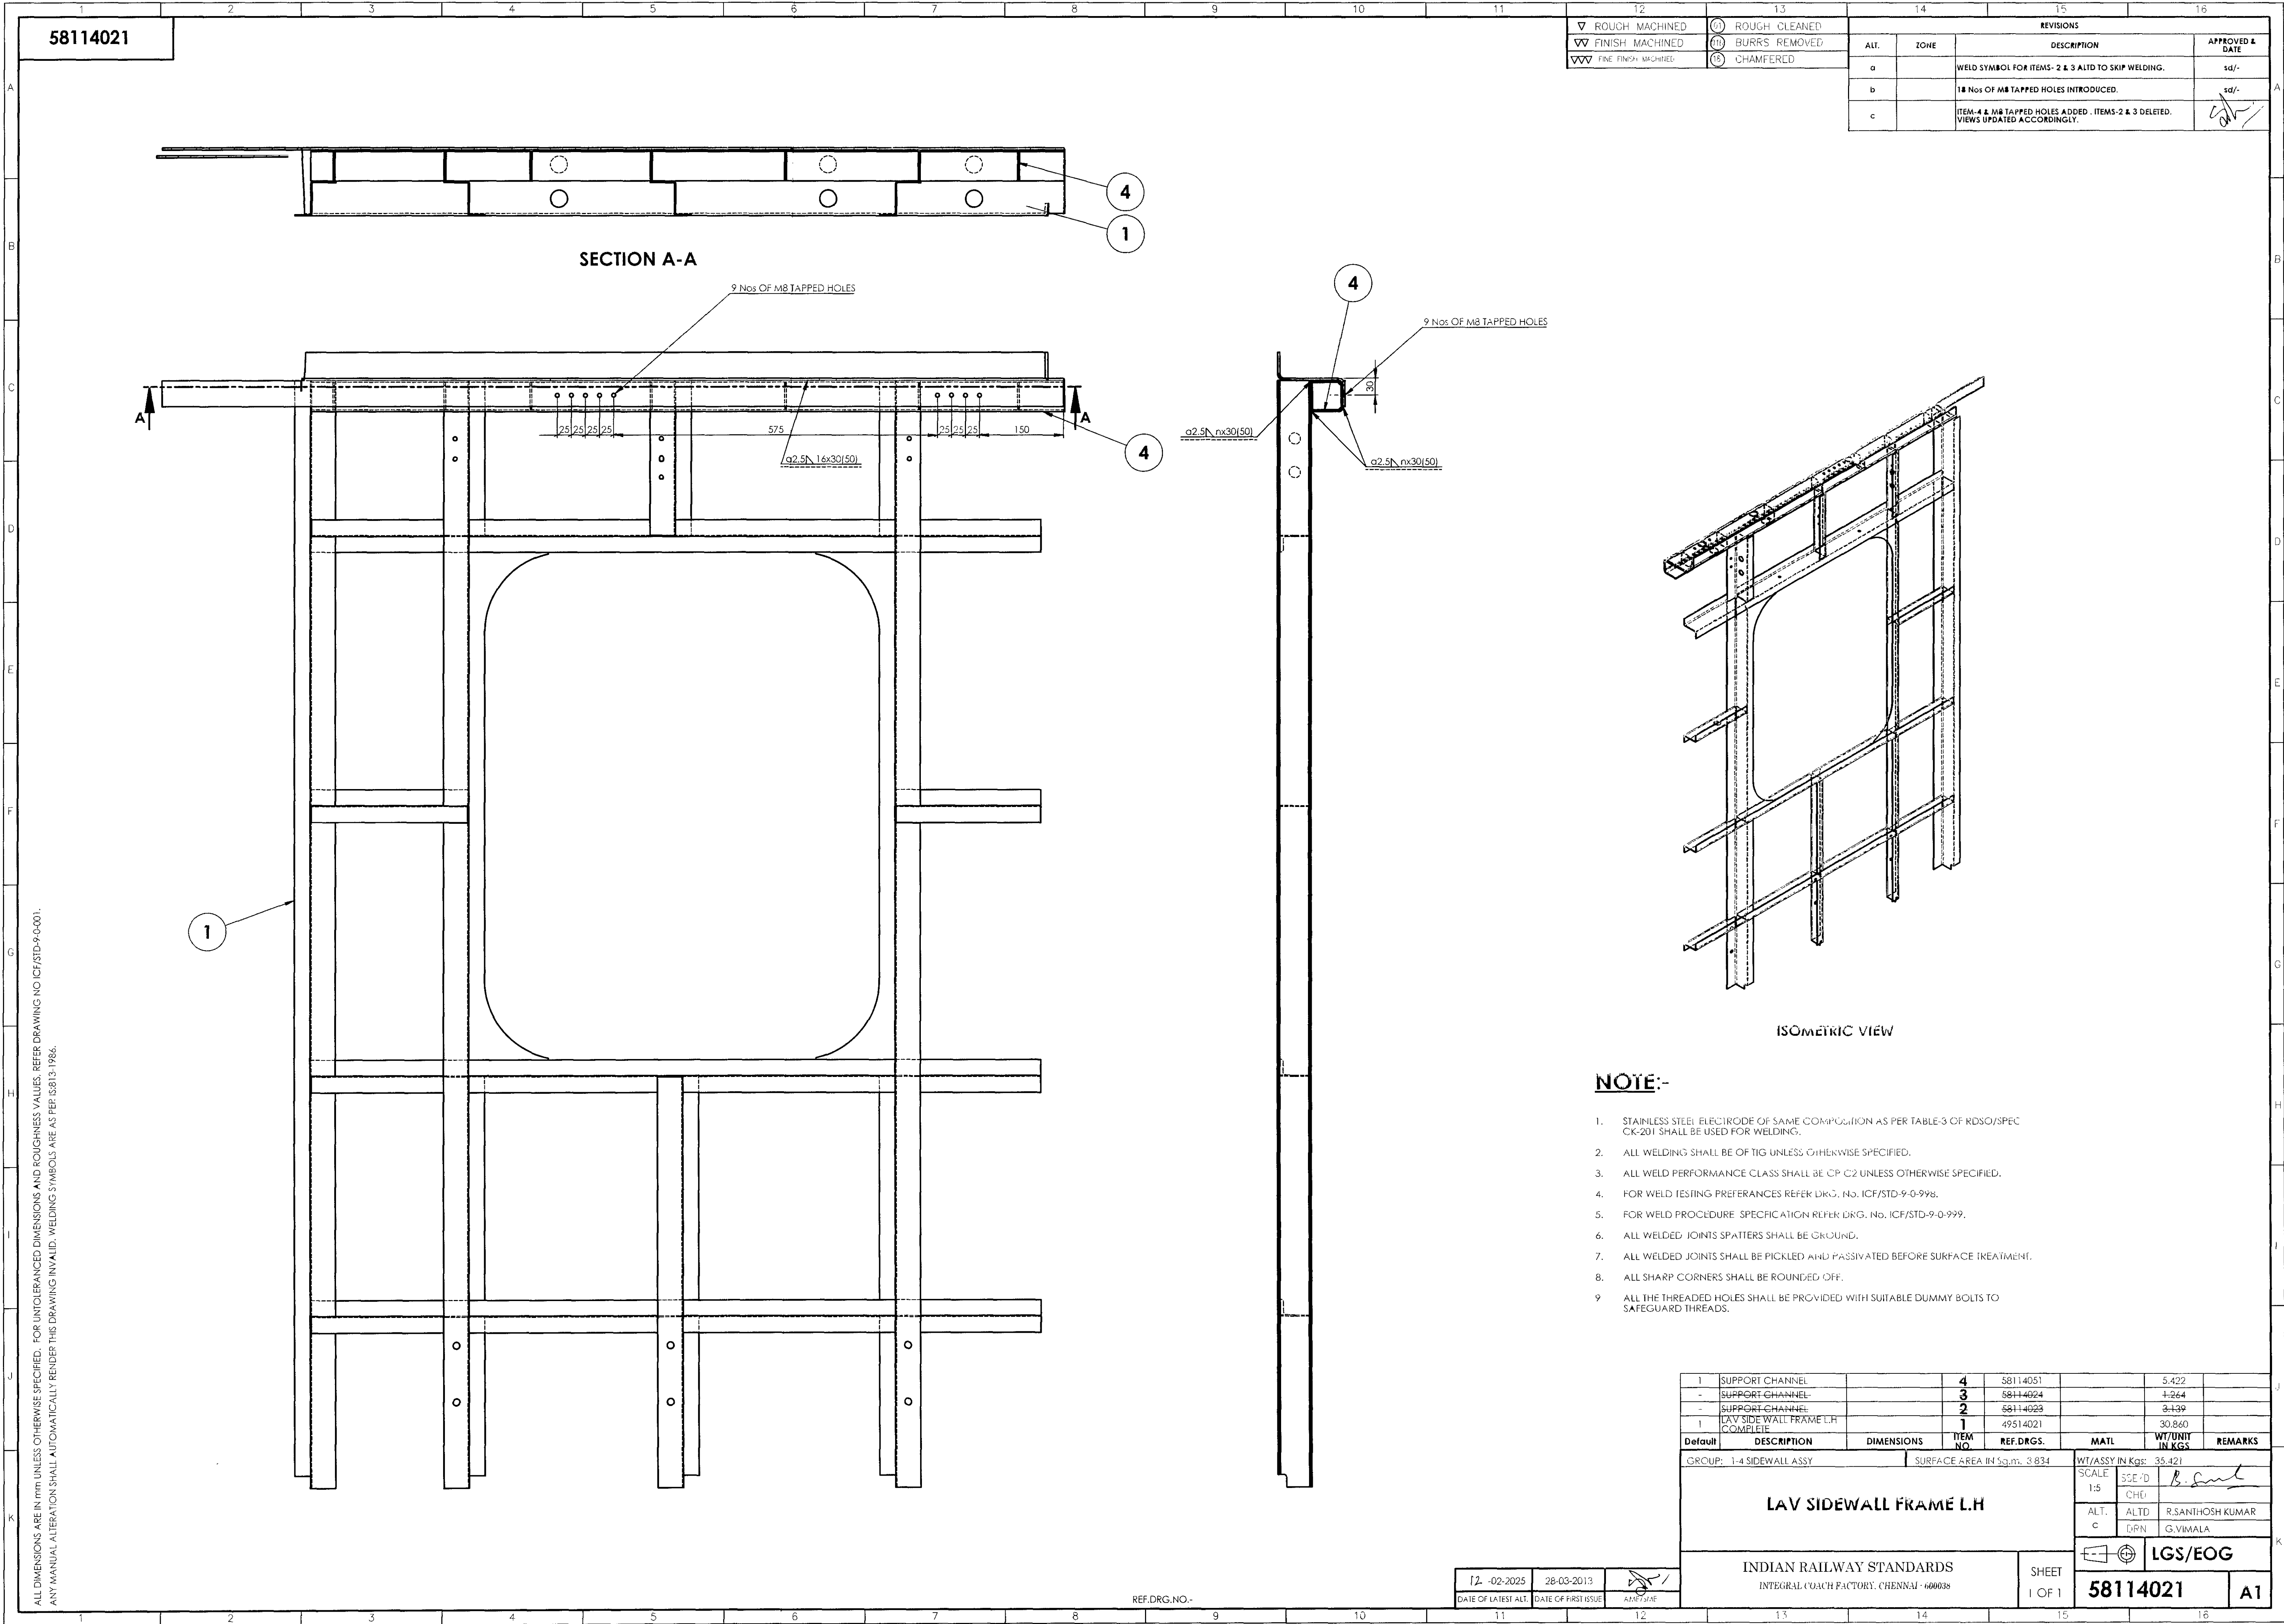 58114021
▽ ROUGH MACHINED
▽▽ FINISH MACHINED
▽▽▽ FINE FINISH MACHINED
ROUGH CLEANED
BURRS REMOVED
CHAMFERED
REVISIONS
ALT. ZONE DESCRIPTION APPROVED & DATE
a WELD SYMBOL FOR ITEMS- 2 & 3 ALTD TO SKIP WELDING. sd/-
b 18 Nos OF M8 TAPPED HOLES INTRODUCED. sd/-
c ITEM-4 & M8 TAPPED HOLES ADDED . ITEMS-2 & 3 DELETED.
VIEWS UPDATED ACCORDINGLY.
4
1
SECTION A-A
9 Nos OF M8 TAPPED HOLES
4
9 Nos OF M8 TAPPED HOLES
30
A
A
25 25 25 25 575 25 25 25 150
a2.5 16x30(50)
4
a2.5 nx30(50)
a2.5 nx30(50)
1
ISOMETRIC VIEW
NOTE:-
1. STAINLESS STEEL ELECTRODE OF SAME COMPOSITION AS PER TABLE-3 OF RDSO/SPEC
CK-201 SHALL BE USED FOR WELDING.
2. ALL WELDING SHALL BE OF TIG UNLESS OTHERWISE SPECIFIED.
3. ALL WELD PERFORMANCE CLASS SHALL BE CP C2 UNLESS OTHERWISE SPECIFIED.
4. FOR WELD TESTING PREFERANCES REFER DRG. No. ICF/STD-9-0-998.
5. FOR WELD PROCEDURE SPECFICATION REFER DRG. No. ICF/STD-9-0-999.
6. ALL WELDED JOINTS SPATTERS SHALL BE GROUND.
7. ALL WELDED JOINTS SHALL BE PICKLED AND PASSIVATED BEFORE SURFACE TREATMENT.
8. ALL SHARP CORNERS SHALL BE ROUNDED OFF.
9 ALL THE THREADED HOLES SHALL BE PROVIDED WITH SUITABLE DUMMY BOLTS TO
SAFEGUARD THREADS.
ALL DIMENSIONS ARE IN mm UNLESS OTHERWISE SPECIFIED. FOR UNTOLERANCED DIMENSIONS AND ROUGHNESS VALUES, REFER DRAWING NO ICF/STD-9-0-001.
ANY MANUAL ALTERATION SHALL AUTOMATICALLY RENDER THIS DRAWING INVALID. WELDING SYMBOLS ARE AS PER IS:813-1986.
1 SUPPORT CHANNEL 4 58114051 5.422
- SUPPORT CHANNEL 3 58114024 1.264
- SUPPORT CHANNEL 2 58114023 3.139
1 LAV SIDE WALL FRAME L.H COMPLETE 1 49514021 30.860
Default DESCRIPTION DIMENSIONS ITEM NO. REF.DRGS. MATL WT/UNIT IN KGS REMARKS
GROUP: 1-4 SIDEWALL ASSY SURFACE AREA IN Sq.m. 3.834 WT/ASSY IN Kgs: 35.421
LAV SIDEWALL FRAME L.H
SCALE 1:5
SSE/D
CHD
ALT. c
ALTD R.SANTHOSH KUMAR
DRN G.VIMALA
LGS/EOG
INDIAN RAILWAY STANDARDS
INTEGRAL COACH FACTORY, CHENNAI - 600038
SHEET
1 OF 1
58114021 A1
12 -02-2025 28-03-2013
DATE OF LATEST ALT. DATE OF FIRST ISSUE
REF.DRG.NO.-